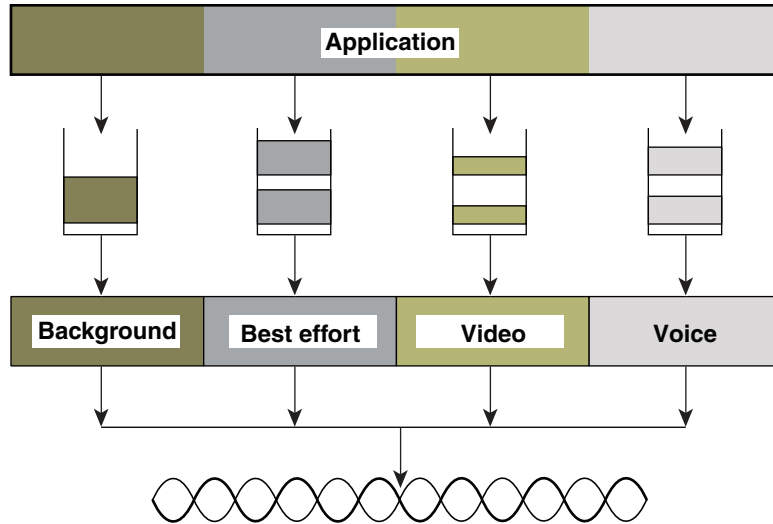 Application
Background
Best effort
Video
Voice